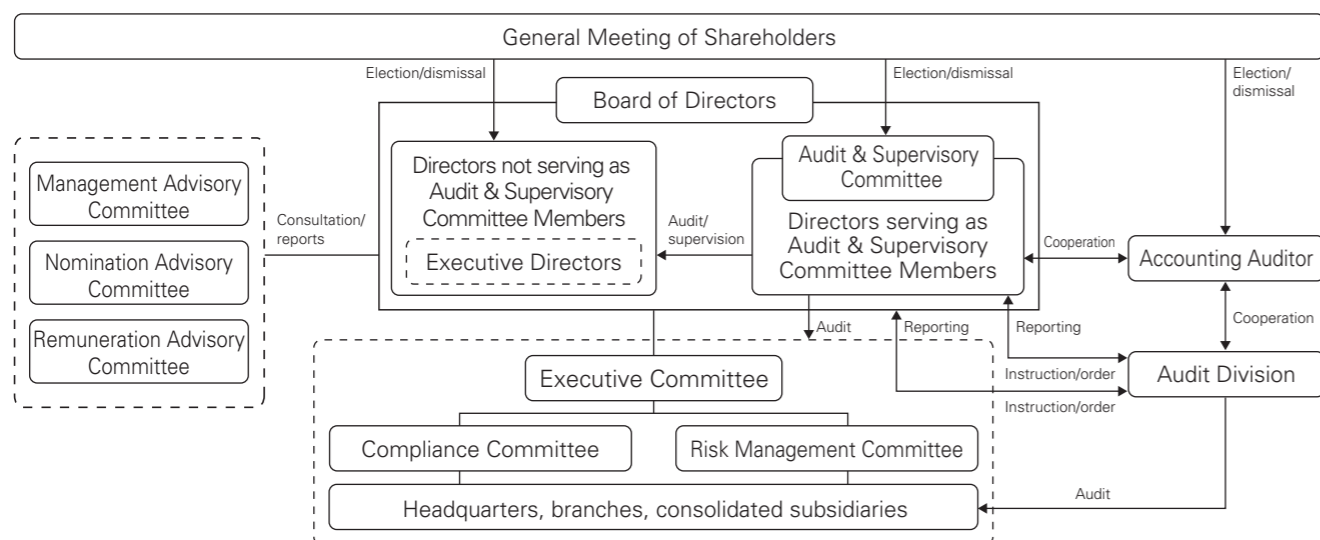 General Meeting of Shareholders
Election/dismissal
Election/dismissal
Election/
dismissal
Board of Directors
Management Advisory
Committee
Nomination Advisory
Committee
Remuneration Advisory
Committee
Consultation/
reports
Directors not serving as
Audit & Supervisory
Committee Members
Executive Directors
Audit/
supervision
Audit & Supervisory
Committee
Directors serving as
Audit & Supervisory
Committee Members
Cooperation
Accounting Auditor
Cooperation
Audit
Reporting
Reporting
Instruction/order
Instruction/order
Audit Division
Executive Committee
Compliance Committee
Risk Management Committee
Headquarters, branches, consolidated subsidiaries
Audit